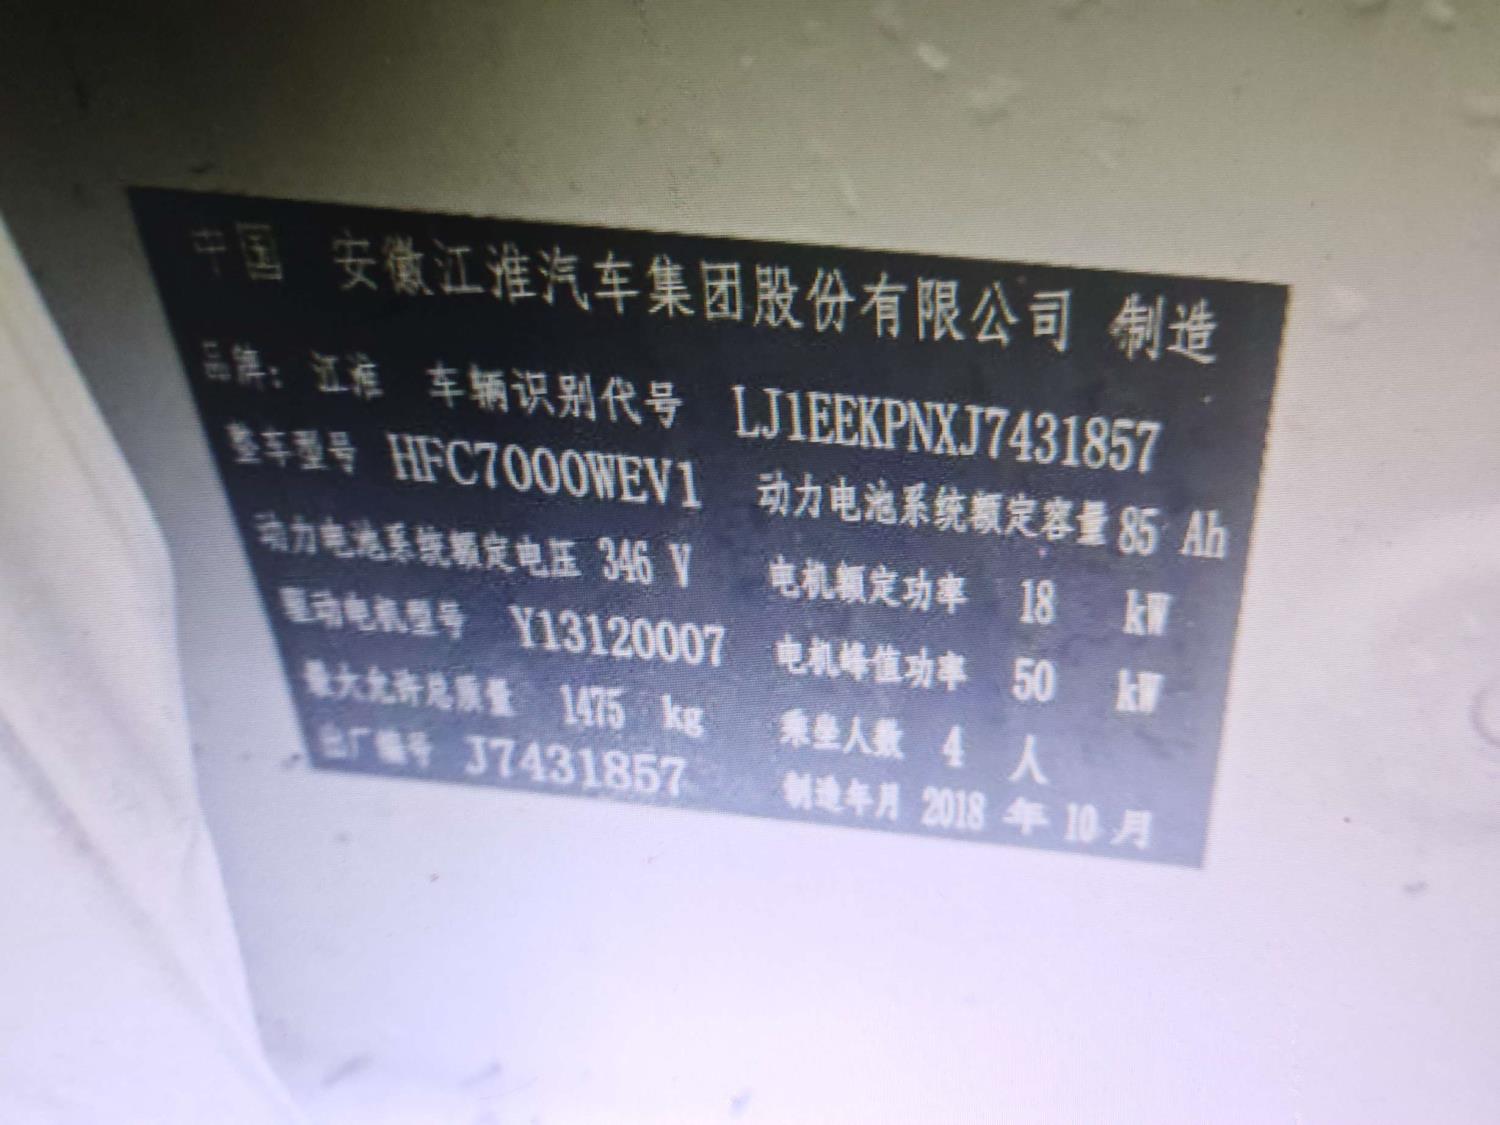 中国 安徽江淮汽车集团股份有限公司 制造
品牌: 江淮 车辆识别代号 LJ1EEKPNXJ7431857
整车型号 HFC7000WEV1 动力电池系统额定容量 85 Ah
动力电池系统额定电压 346 V 电机额定功率 18 kW
驱动电机型号 Y13120007 电机峰值功率 50 kW
最大允许总质量 1475 kg 乘坐人数 4 人
出厂编号 J7431857 制造年月 2018 年 10 月